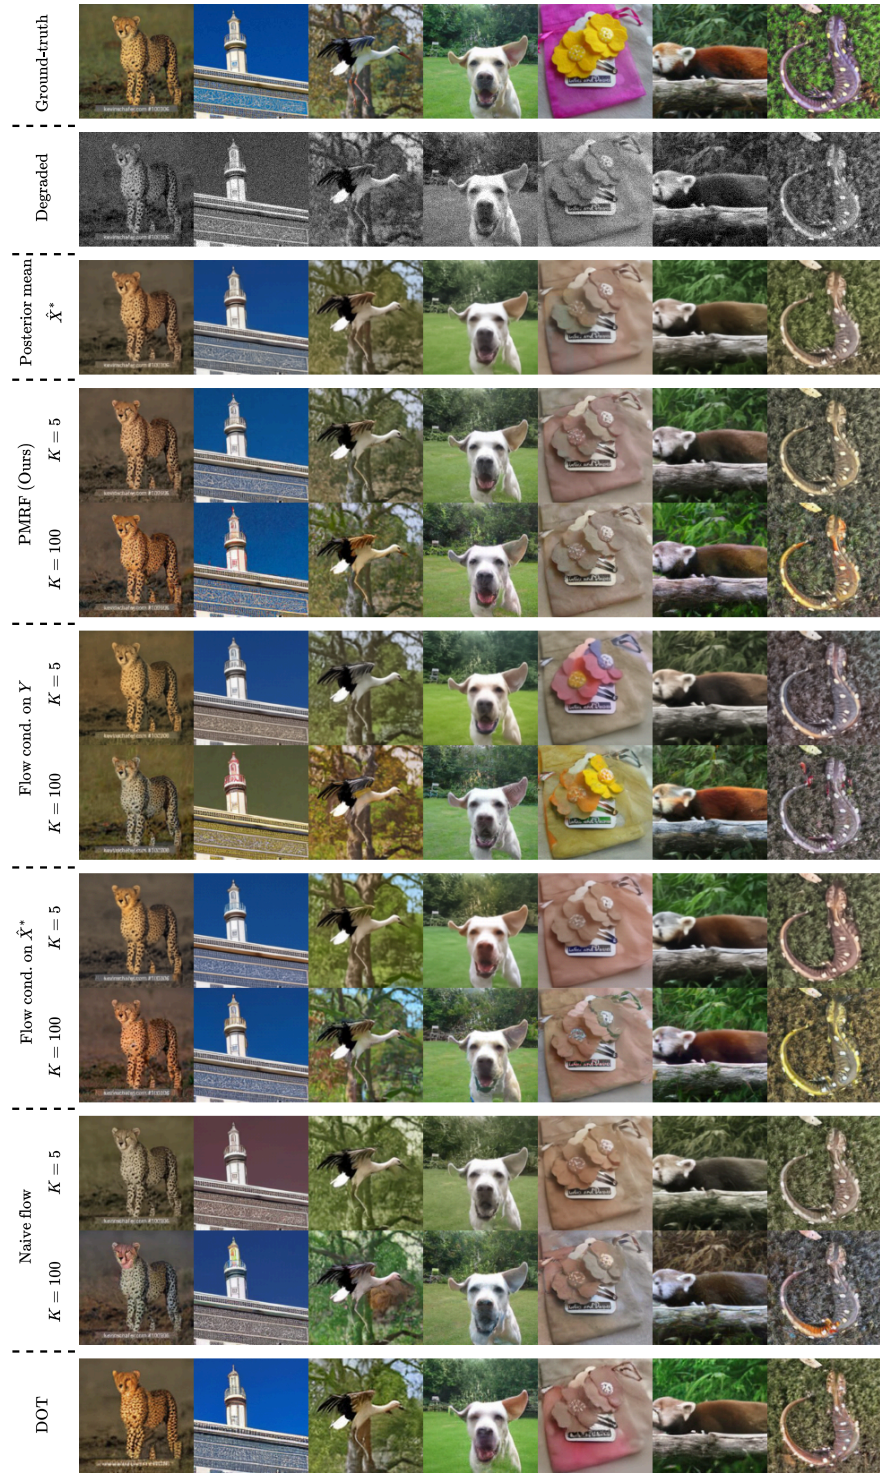 Ground-truth
Degraded
Posterior mean
X̂*
PMRF (Ours)
K = 5
K = 100
Flow cond. on Y
K = 5
K = 100
Flow cond. on X̂*
K = 5
K = 100
Naive flow
K = 5
K = 100
DOT